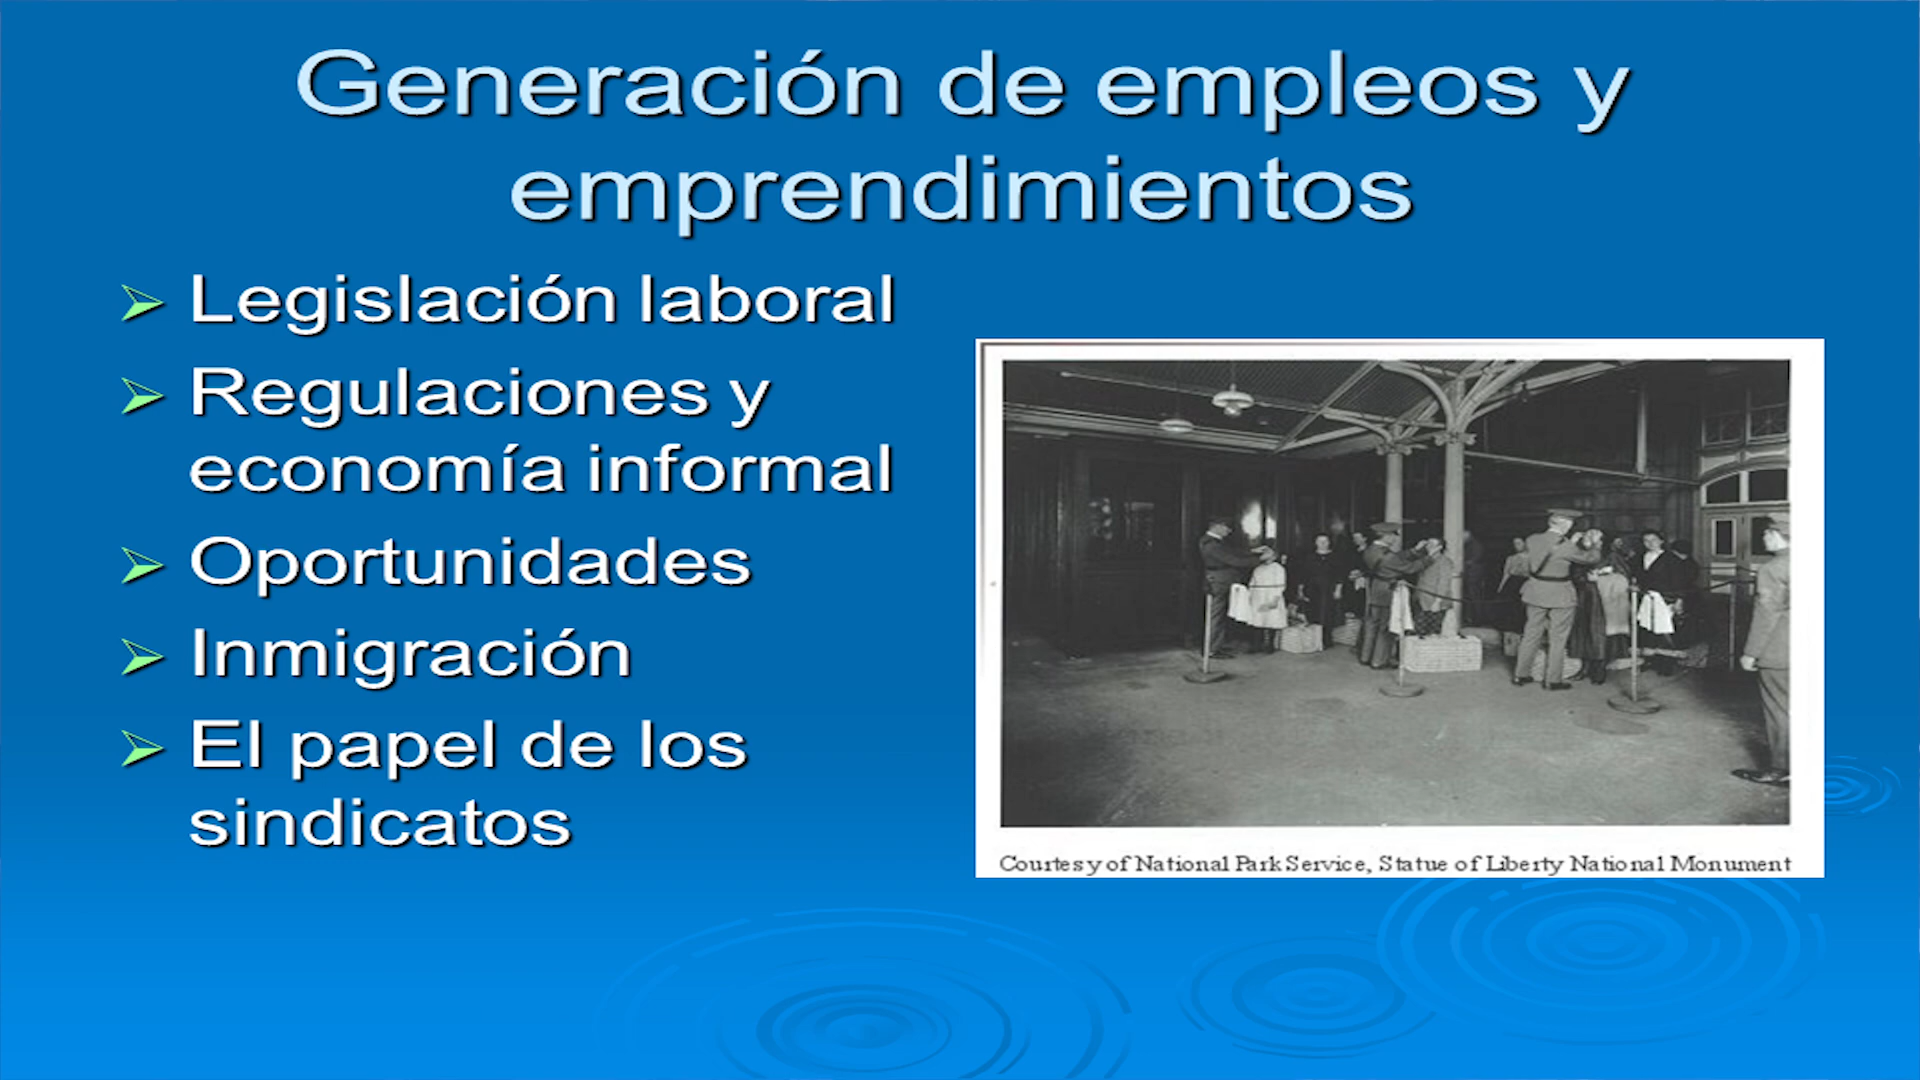 Generación de empleos y
emprendimientos
Legislación laboral
Regulaciones y
economía informal
Oportunidades
Inmigración
El papel de los
sindicatos
Courtesy of National Park Service, Statue of Liberty National Monument